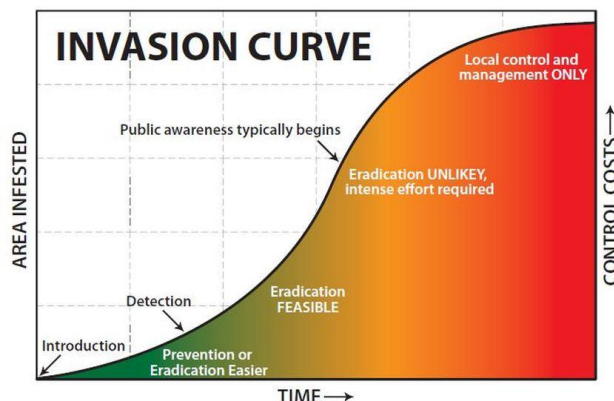 INVASION CURVE
Local control and
management ONLY
Public awareness typically begins
Eradication UNLIKEY,
intense effort required
AREA INFESTED
CONTROL COSTS
Eradication
FEASIBLE
Detection
Introduction
Prevention or
Eradication Easier
TIME